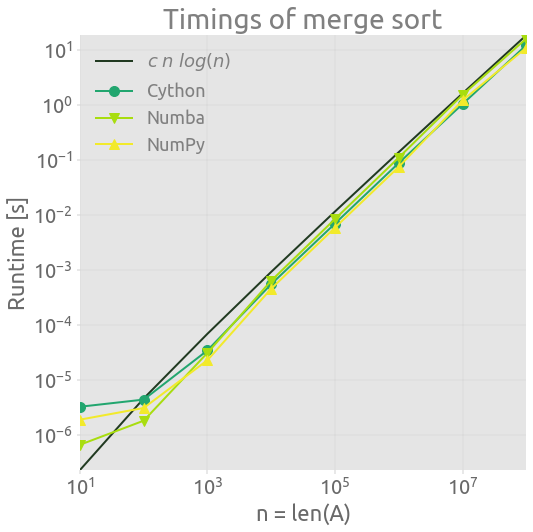 Timings of merge sort
c n log(n)
Cython
Numba
NumPy
Runtime [s]
10¹
10⁰
10⁻¹
10⁻²
10⁻³
10⁻⁴
10⁻⁵
10⁻⁶
10¹ 10³ 10⁵ 10⁷
n = len(A)